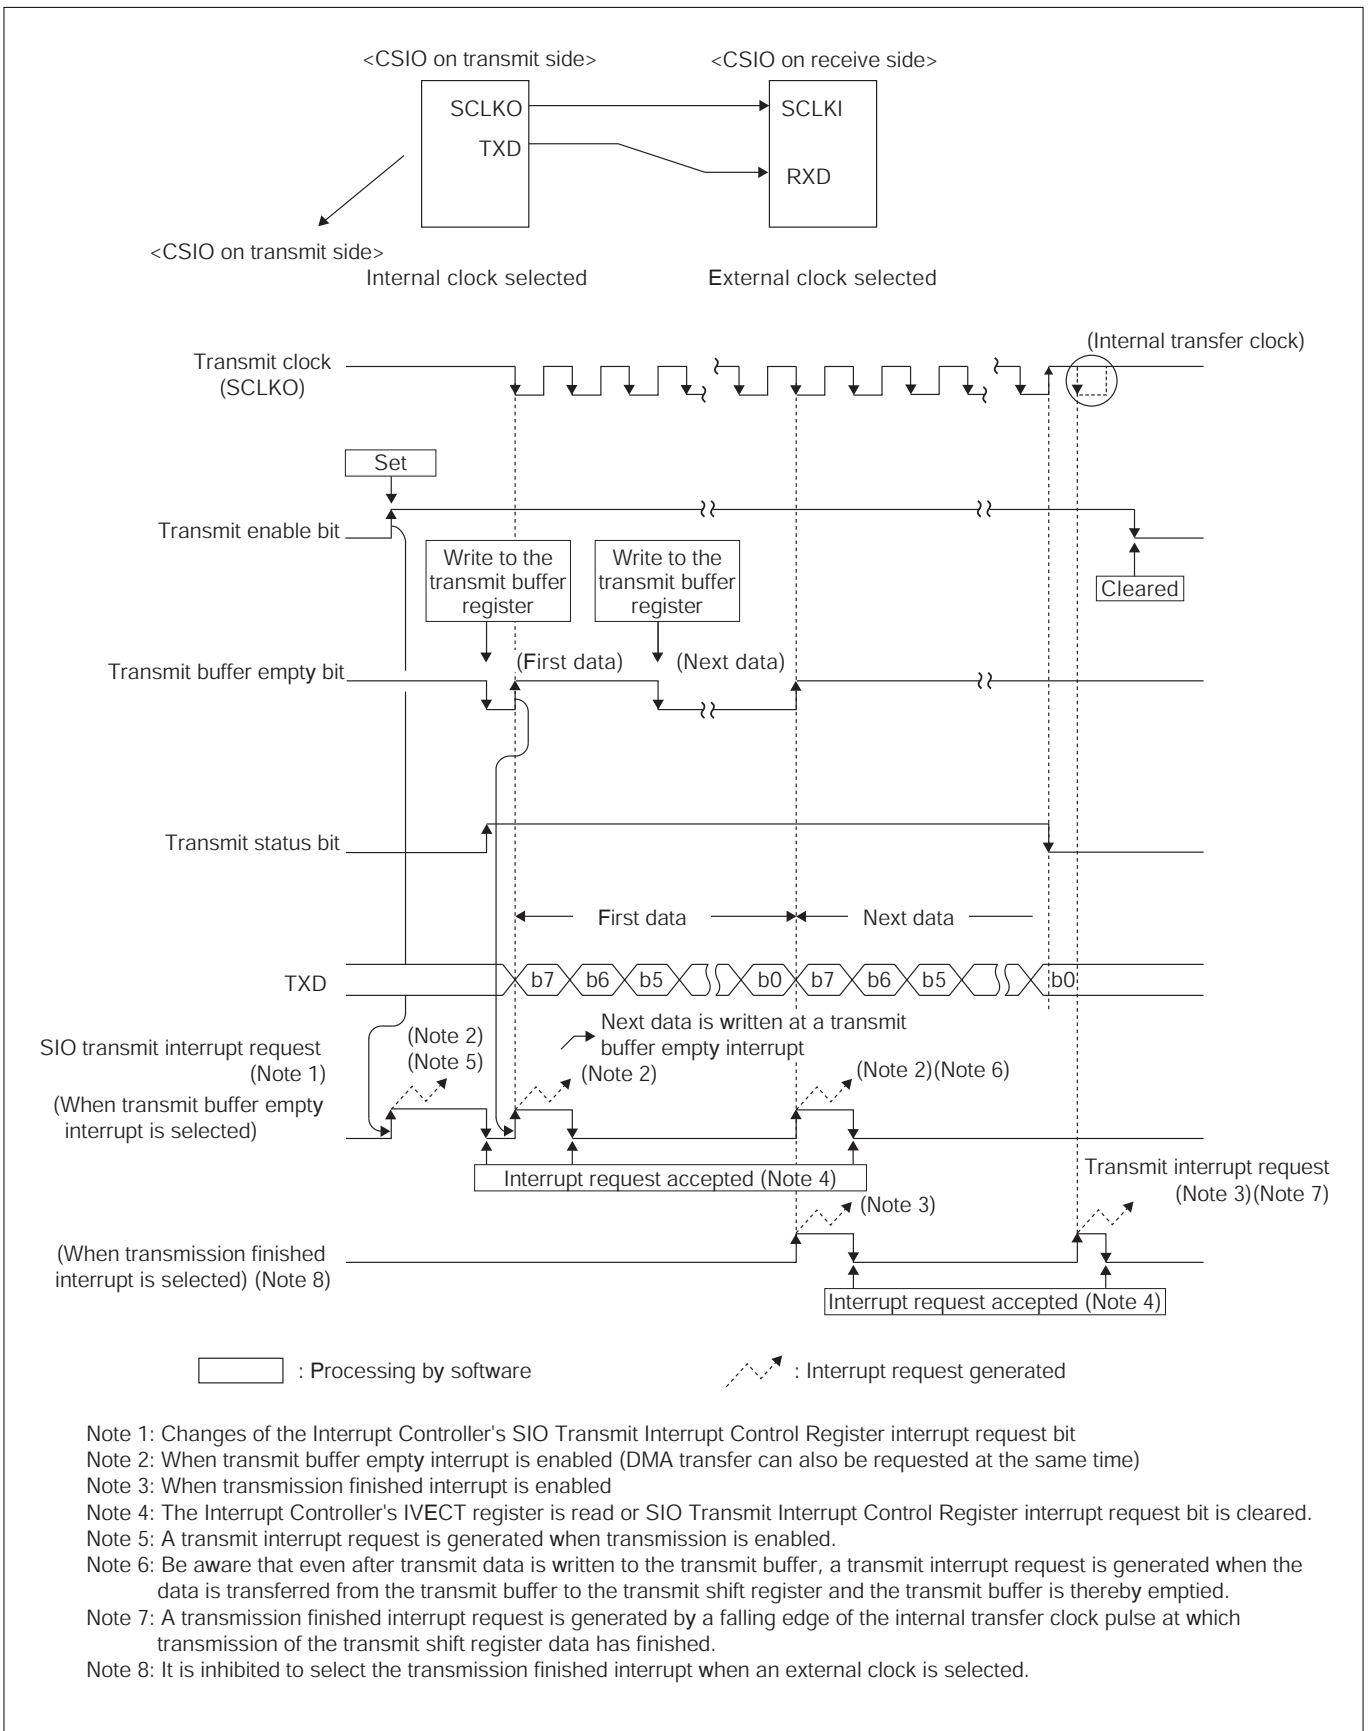 <CSIO on transmit side>
<CSIO on receive side>
SCLKO
SCLKI
TXD
RXD
<CSIO on transmit side>
Internal clock selected
External clock selected
(Internal transfer clock)
Transmit clock
(SCLKO)
Set
Transmit enable bit
Write to the
transmit buffer
register
Write to the
transmit buffer
register
Cleared
(First data)
(Next data)
Transmit buffer empty bit
Transmit status bit
First data
Next data
TXD
b7
b6
b5
b0
b7
b6
b5
b0
SIO transmit interrupt request
(Note 1)
(Note 2)
(Note 5)
Next data is written at a transmit
buffer empty interrupt
(Note 2)
(Note 2)(Note 6)
(When transmit buffer empty
interrupt is selected)
Interrupt request accepted (Note 4)
Transmit interrupt request
(Note 3)(Note 7)
(Note 3)
(When transmission finished
interrupt is selected) (Note 8)
Interrupt request accepted (Note 4)
: Processing by software
: Interrupt request generated
Note 1: Changes of the Interrupt Controller's SIO Transmit Interrupt Control Register interrupt request bit
Note 2: When transmit buffer empty interrupt is enabled (DMA transfer can also be requested at the same time)
Note 3: When transmission finished interrupt is enabled
Note 4: The Interrupt Controller's IVECT register is read or SIO Transmit Interrupt Control Register interrupt request bit is cleared.
Note 5: A transmit interrupt request is generated when transmission is enabled.
Note 6: Be aware that even after transmit data is written to the transmit buffer, a transmit interrupt request is generated when the
data is transferred from the transmit buffer to the transmit shift register and the transmit buffer is thereby emptied.
Note 7: A transmission finished interrupt request is generated by a falling edge of the internal transfer clock pulse at which
transmission of the transmit shift register data has finished.
Note 8: It is inhibited to select the transmission finished interrupt when an external clock is selected.